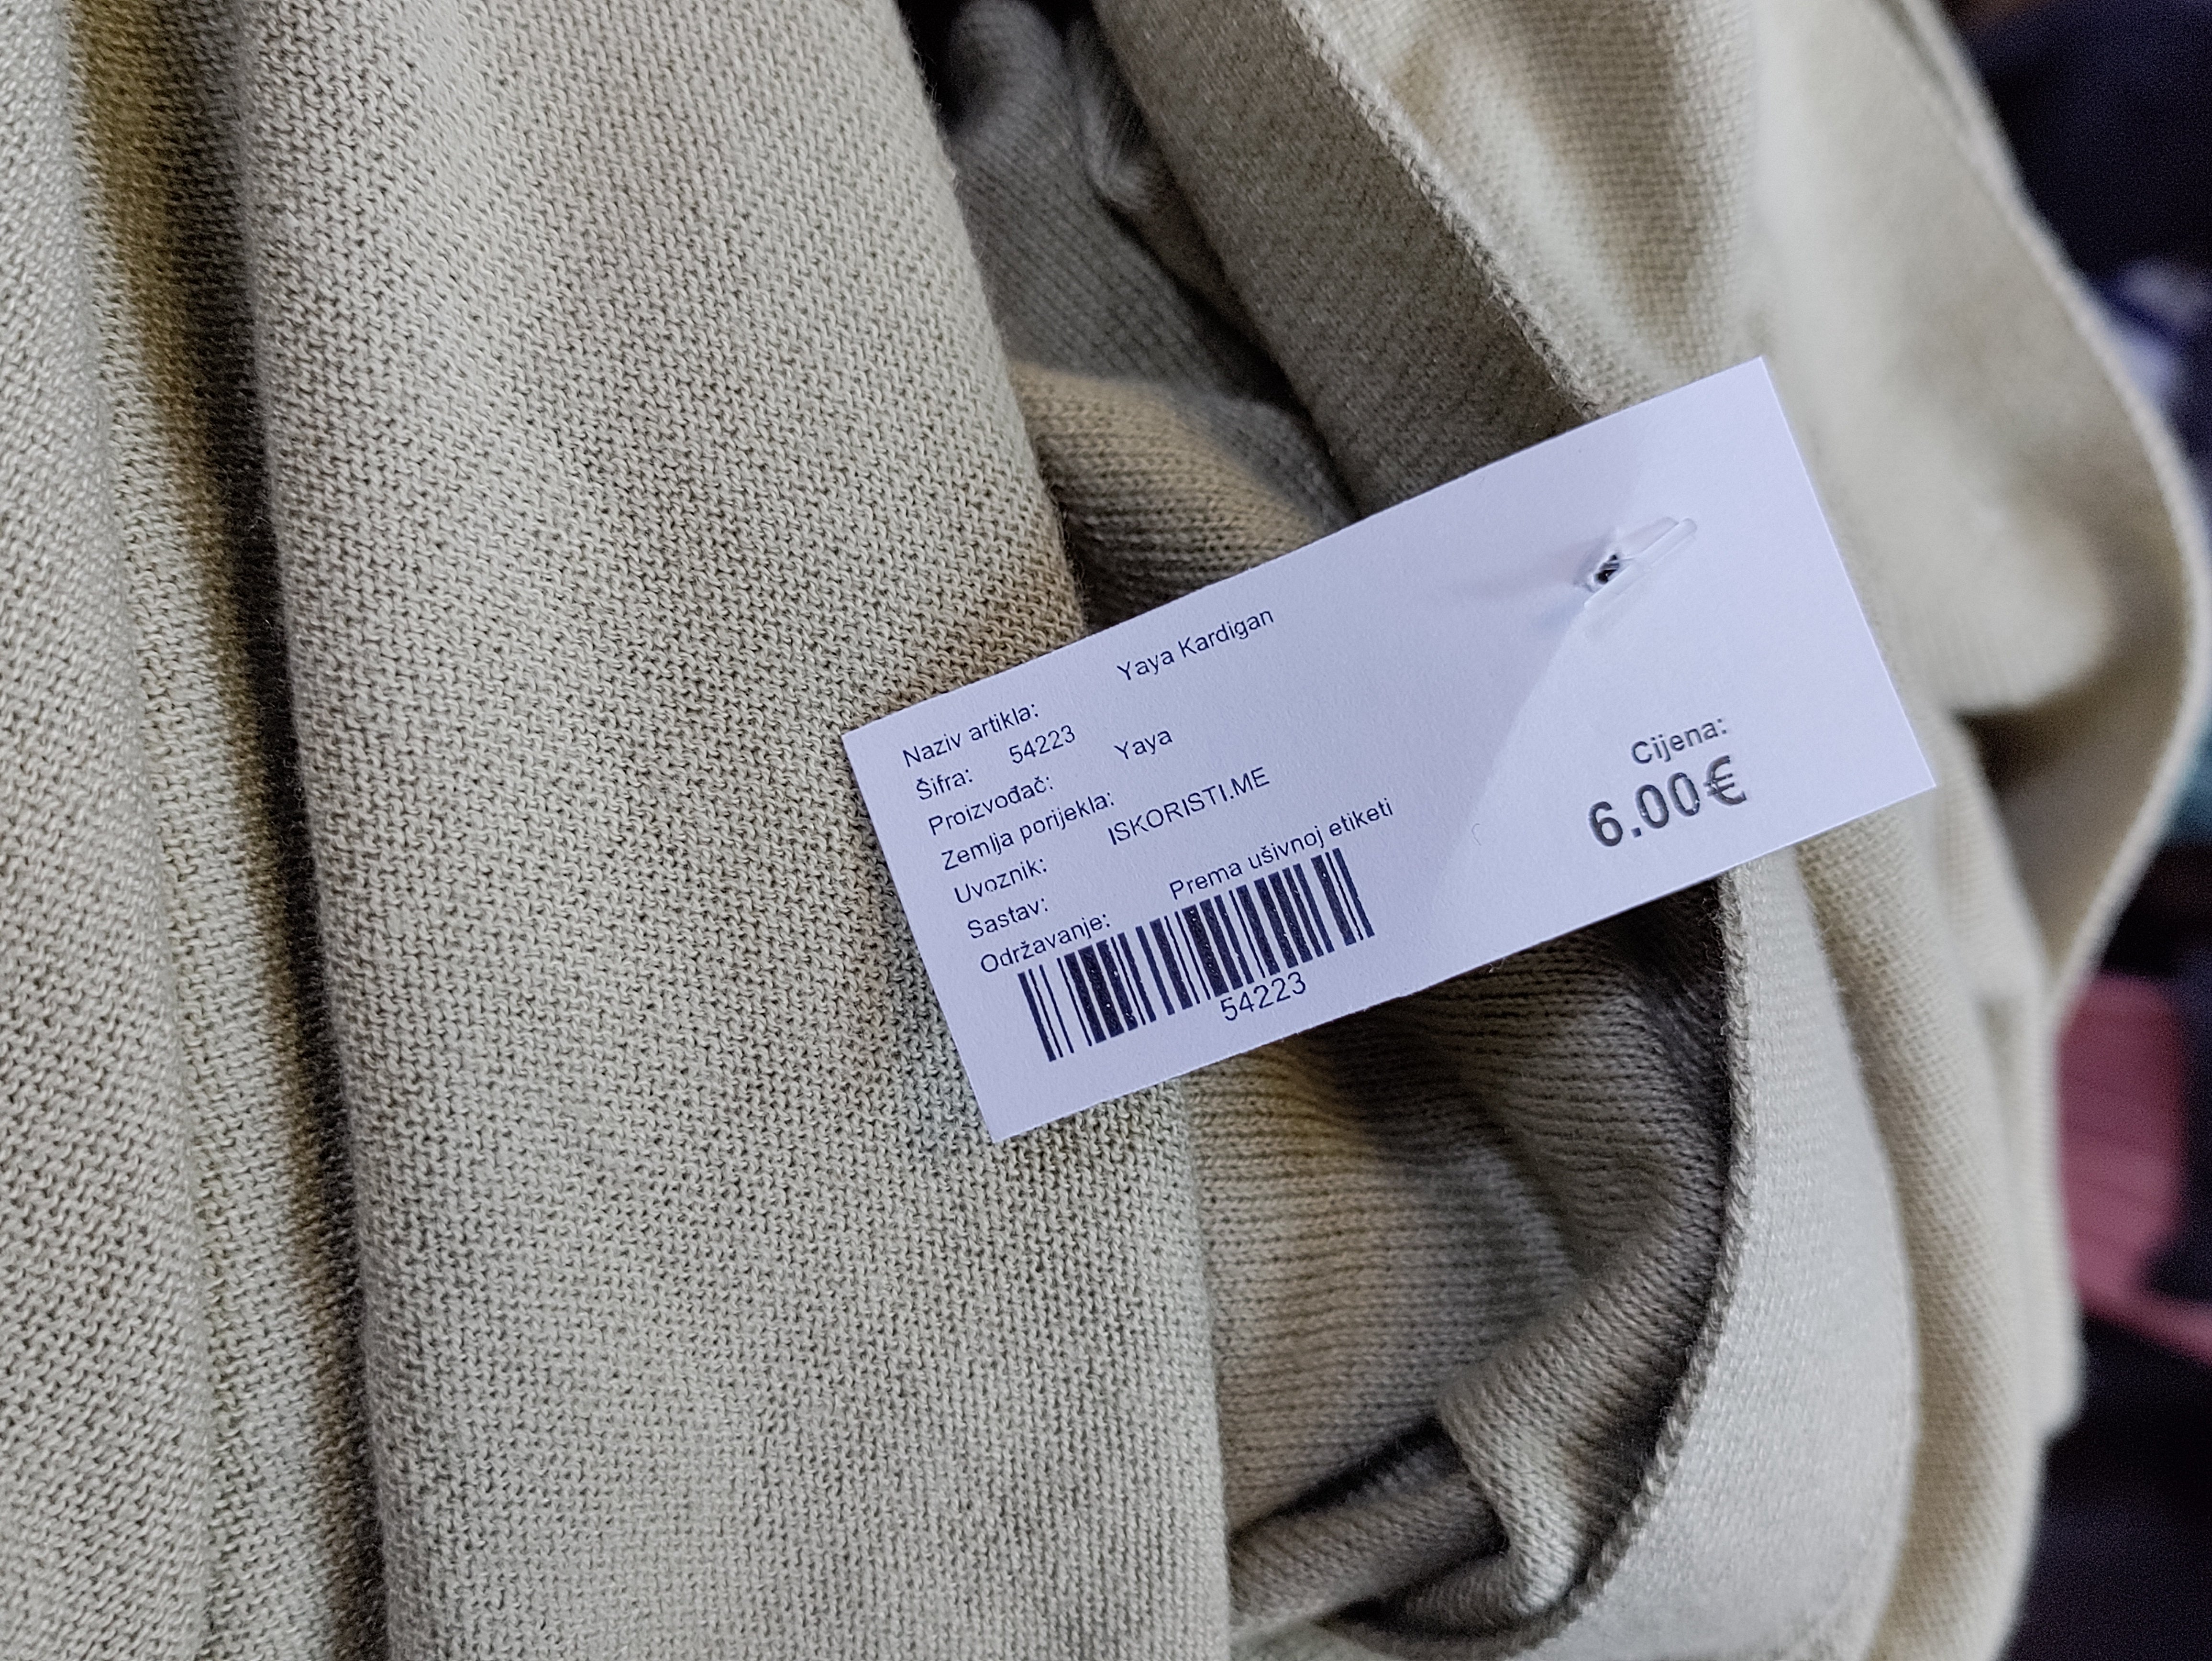 Naziv artikla: Yaya Kardigan
Šifra: 54223
Proizvođač: Yaya
Zemlja porijekla:
Uvoznik: ISKORISTI.ME
Sastav:
Održavanje: Prema ušivnoj etiketi
54223
Cijena:
6.00€